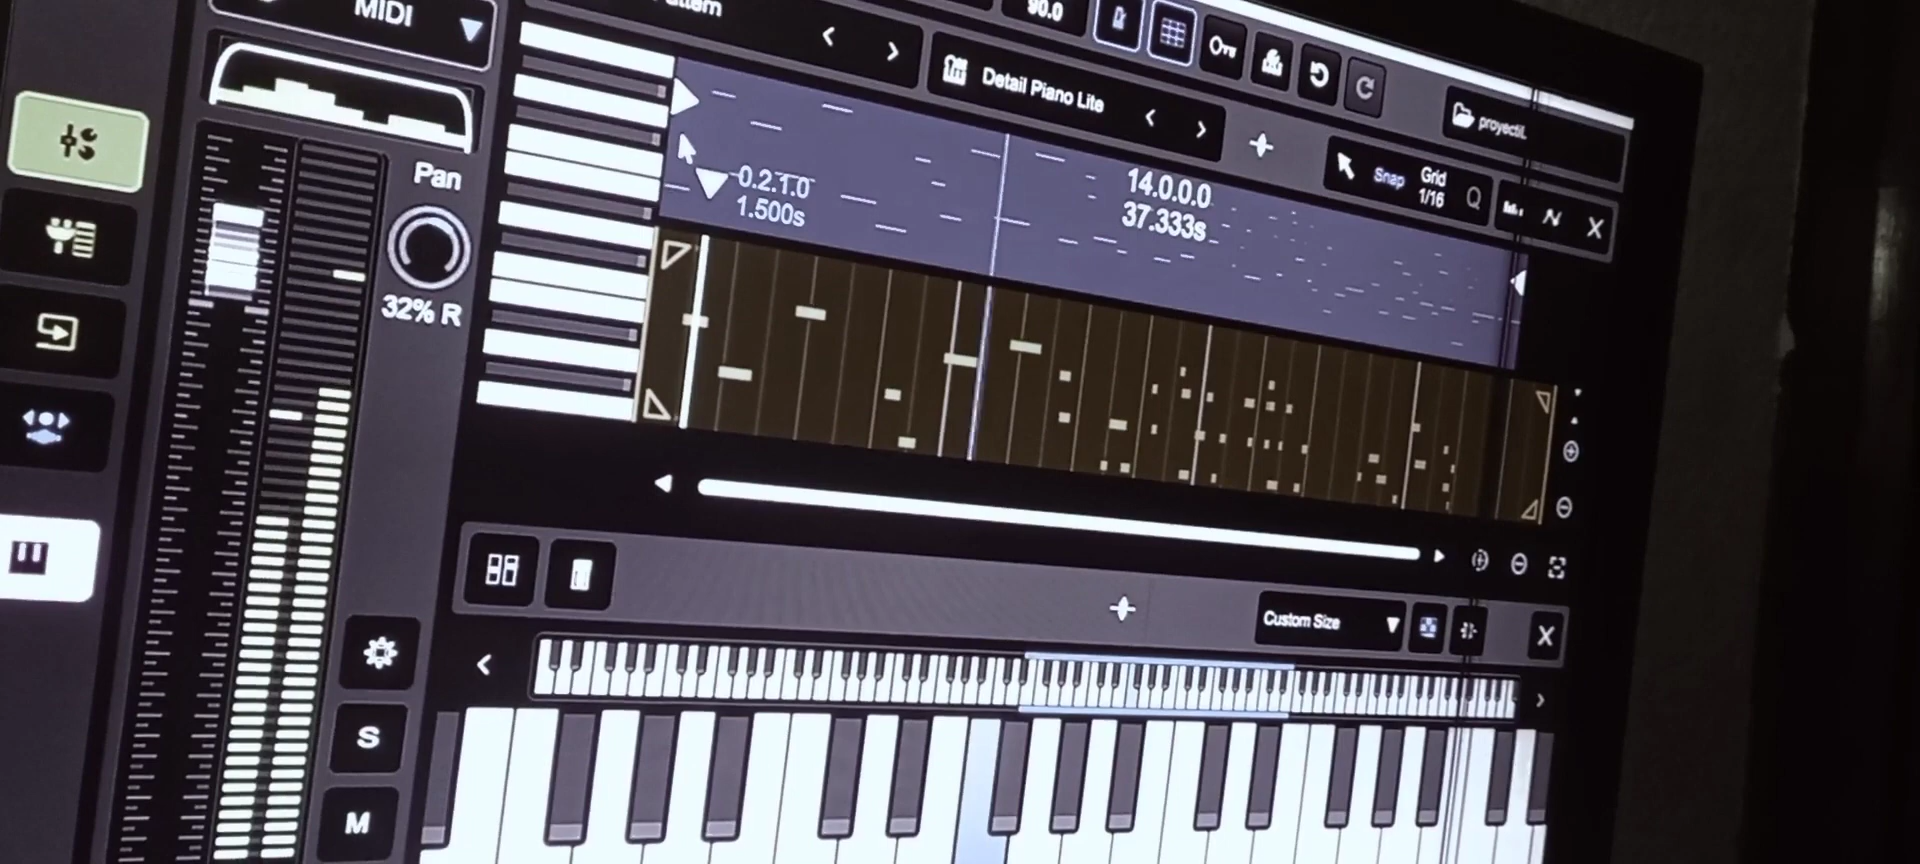 MIDI
90.0
Detail Piano Lite
Snap
Grid
1/16
Q
X
Pan
32% R
0.2.1.0
1.500s
14.0.0.0
37.333s
Custom Size
X
S
M